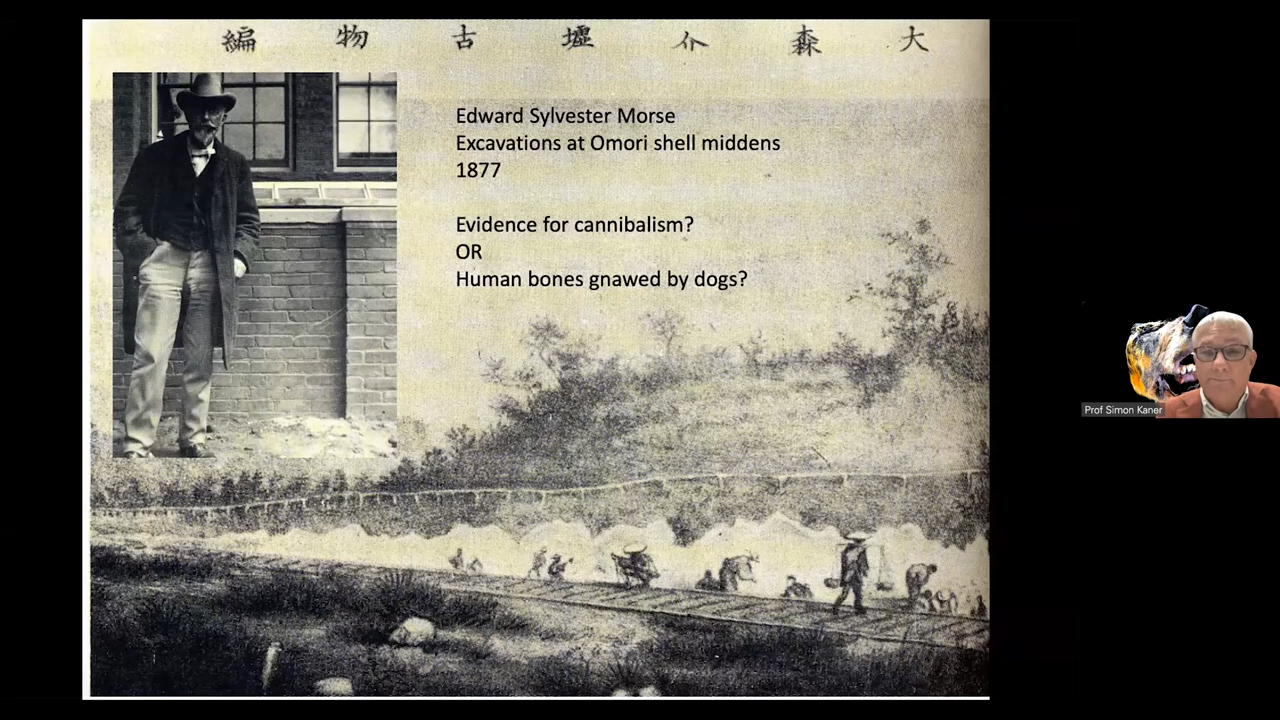 大森介墟古物編
Edward Sylvester Morse
Excavations at Omori shell middens
1877
Evidence for cannibalism?
OR
Human bones gnawed by dogs?
Prof Simon Kaner